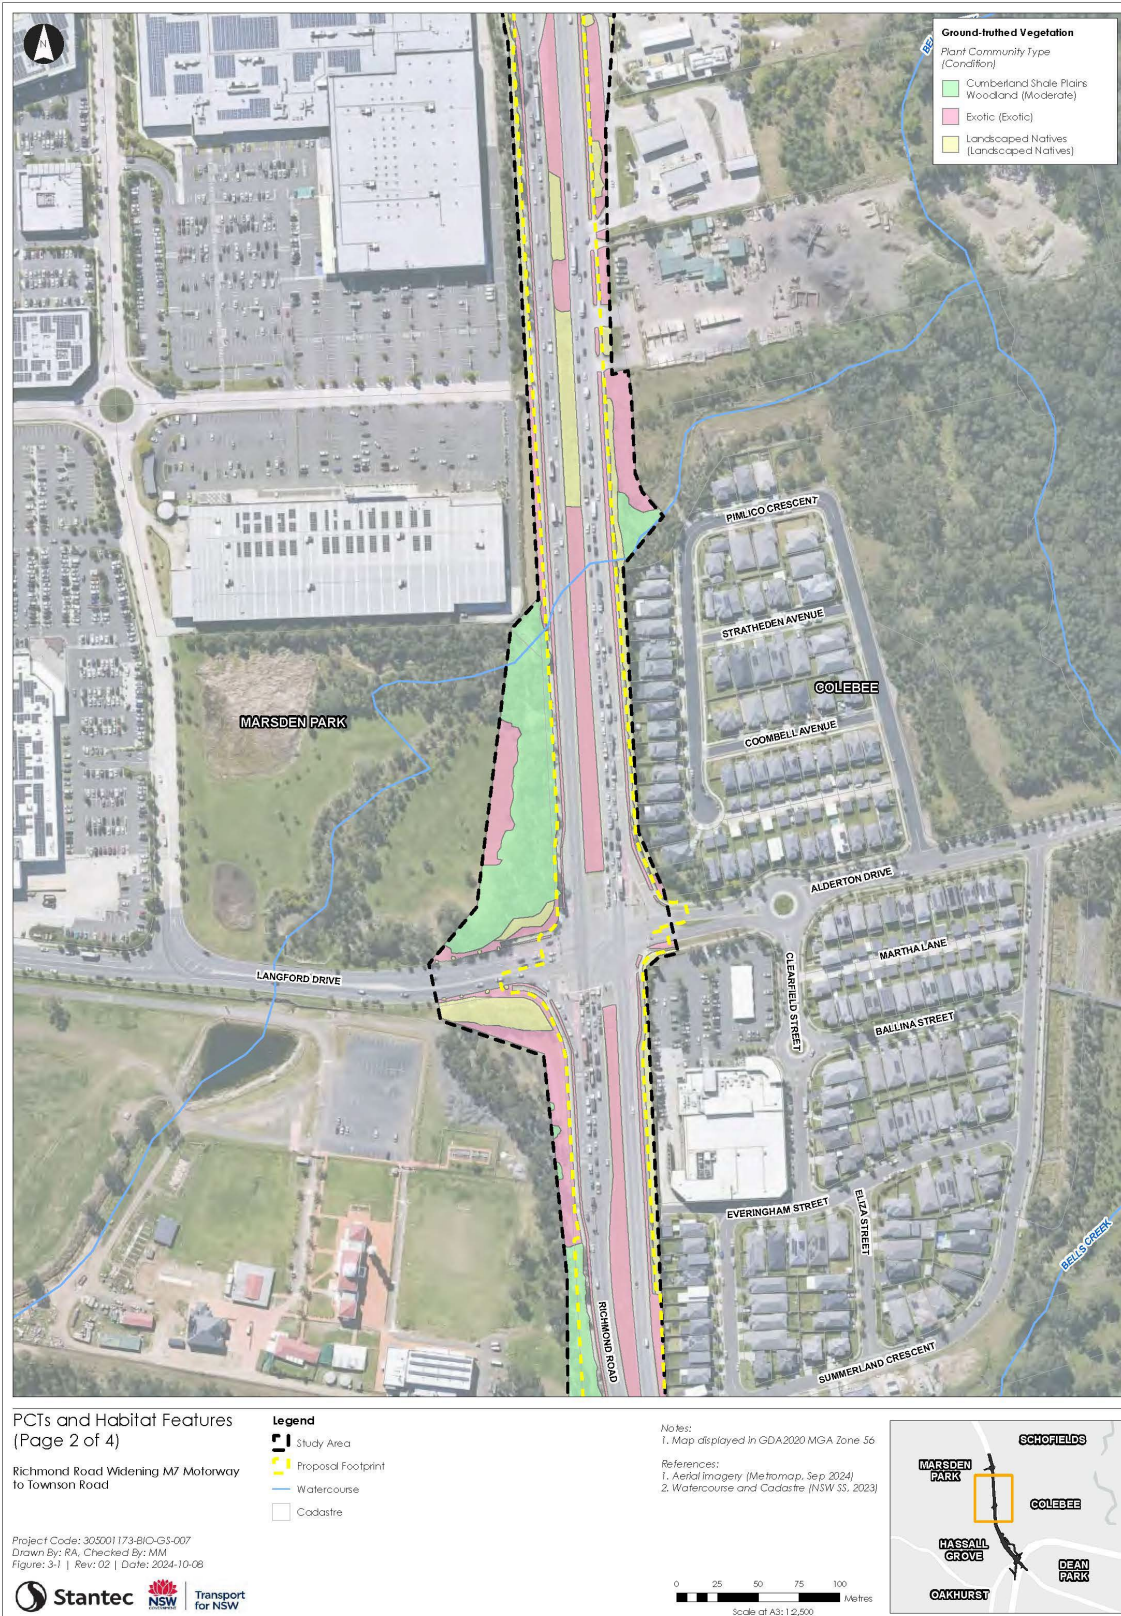 N
Ground-truthed Vegetation
Plant Community Type
(Condition)
Cumberland Shale Plains
Woodland (Moderate)
Exotic (Exotic)
Landscaped Natives
(Landscaped Natives)
PIMLICO CRESCENT
STRATHEDEN AVENUE
COLEBEE
MARSDEN PARK
COOMBELL AVENUE
ALDERTON DRIVE
MARTHA LANE
LANGFORD DRIVE
CLEARFIELD STREET
BALLINA STREET
EVERINGHAM STREET
ELIZA STREET
BELLS CREEK
RICHMOND ROAD
SUMMERLAND CRESCENT
PCTs and Habitat Features
(Page 2 of 4)
Richmond Road Widening M7 Motorway
to Townson Road
Project Code: 305001173-BIO-GS-007
Drawn By: RA, Checked By: MM
Figure: 3-1 | Rev: 02 | Date: 2024-10-08
Stantec
NSW
GOVERNMENT
Transport
for NSW
Legend
Study Area
Proposal Footprint
Watercourse
Cadastre
Notes:
1. Map displayed in GDA2020 MGA Zone 56
References:
1. Aerial imagery (Metromap, Sep 2024)
2. Watercourse and Cadastre (NSW SS, 2023)
0 25 50 75 100
Metres
Scale at A3: 1:2,500
SCHOFIELDS
MARSDEN
PARK
COLEBEE
HASSALL
GROVE
DEAN
PARK
OAKHURST